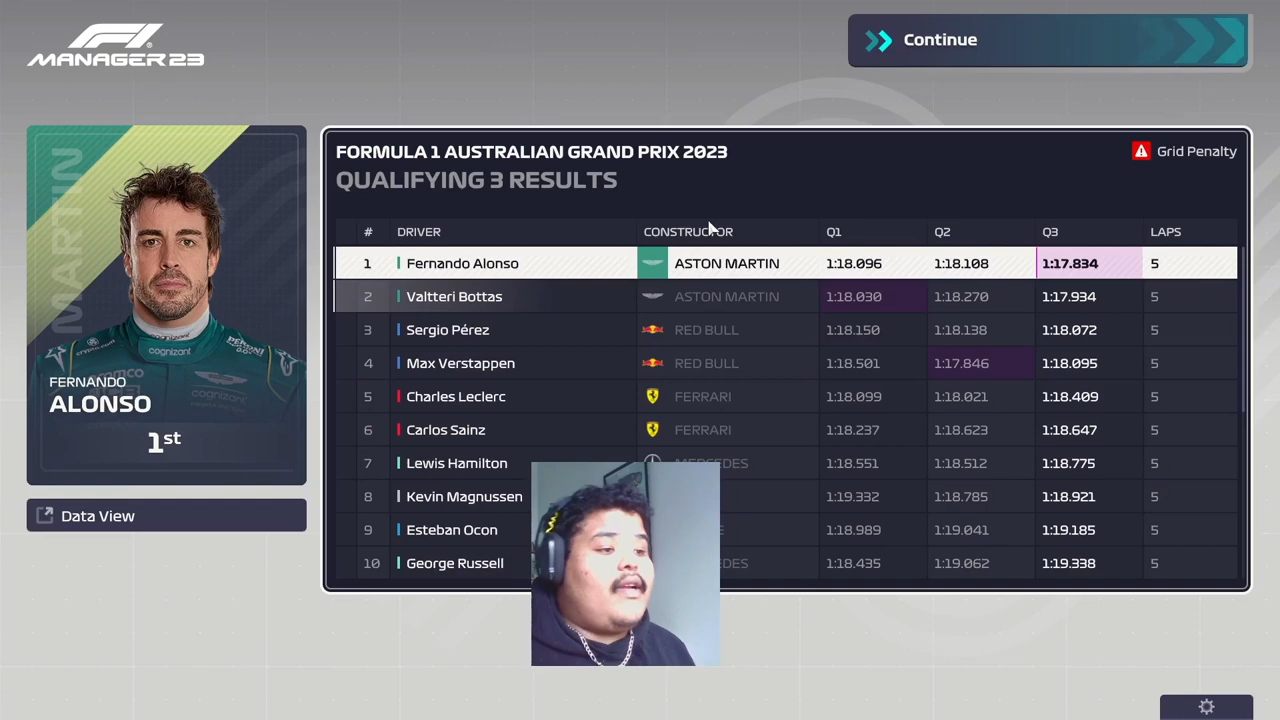 F1
MANAGER 23
Continue
MARTIN
cognizant
aramco
FERNANDO
ALONSO
1st
Data View
FORMULA 1 AUSTRALIAN GRAND PRIX 2023
Grid Penalty
QUALIFYING 3 RESULTS
# DRIVER CONSTRUCTOR Q1 Q2 Q3 LAPS
1 Fernando Alonso ASTON MARTIN 1:18.096 1:18.108 1:17.834 5
2 Valtteri Bottas ASTON MARTIN 1:18.030 1:18.270 1:17.934 5
3 Sergio Pérez RED BULL 1:18.150 1:18.138 1:18.072 5
4 Max Verstappen RED BULL 1:18.501 1:17.846 1:18.095 5
5 Charles Leclerc FERRARI 1:18.099 1:18.021 1:18.409 5
6 Carlos Sainz FERRARI 1:18.237 1:18.623 1:18.647 5
7 Lewis Hamilton MERCEDES 1:18.551 1:18.512 1:18.775 5
8 Kevin Magnussen 1:19.332 1:18.785 1:18.921 5
9 Esteban Ocon 1:18.989 1:19.041 1:19.185 5
10 George Russell 1:18.435 1:19.062 1:19.338 5